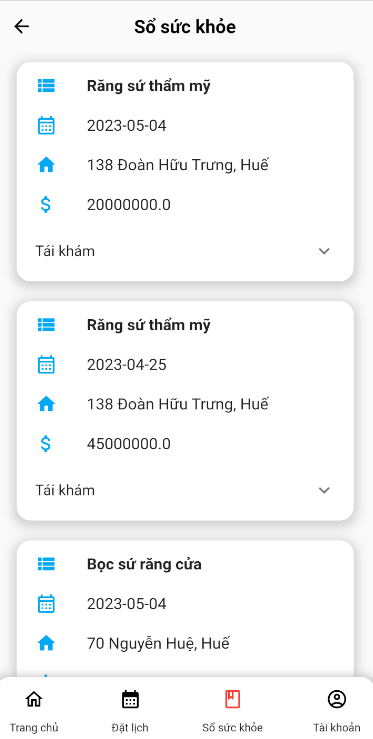 Sổ sức khỏe
Răng sứ thẩm mỹ
2023-05-04
138 Đoàn Hữu Trưng, Huế
20000000.0
Tái khám
Răng sứ thẩm mỹ
2023-04-25
138 Đoàn Hữu Trưng, Huế
45000000.0
Tái khám
Bọc sứ răng cửa
2023-05-04
70 Nguyễn Huệ, Huế
Trang chủ
Đặt lịch
Sổ sức khỏe
Tài khoản